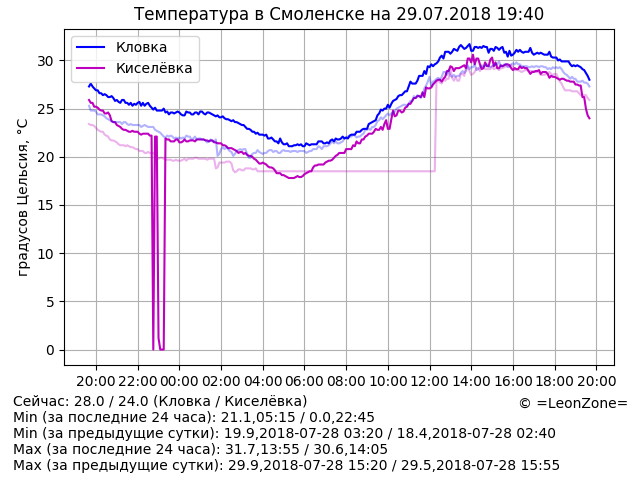 Температура в Смоленске на 29.07.2018 19:40
Кловка
Киселёвка
градусов Цельсия, °C
30
25
20
15
10
5
0
20:00 22:00 00:00 02:00 04:00 06:00 08:00 10:00 12:00 14:00 16:00 18:00 20:00
Сейчас: 28.0 / 24.0 (Кловка / Киселёвка)
© =LeonZone=
Min (за последние 24 часа): 21.1,05:15 / 0.0,22:45
Min (за предыдущие сутки): 19.9,2018-07-28 03:20 / 18.4,2018-07-28 02:40
Max (за последние 24 часа): 31.7,13:55 / 30.6,14:05
Max (за предыдущие сутки): 29.9,2018-07-28 15:20 / 29.5,2018-07-28 15:55